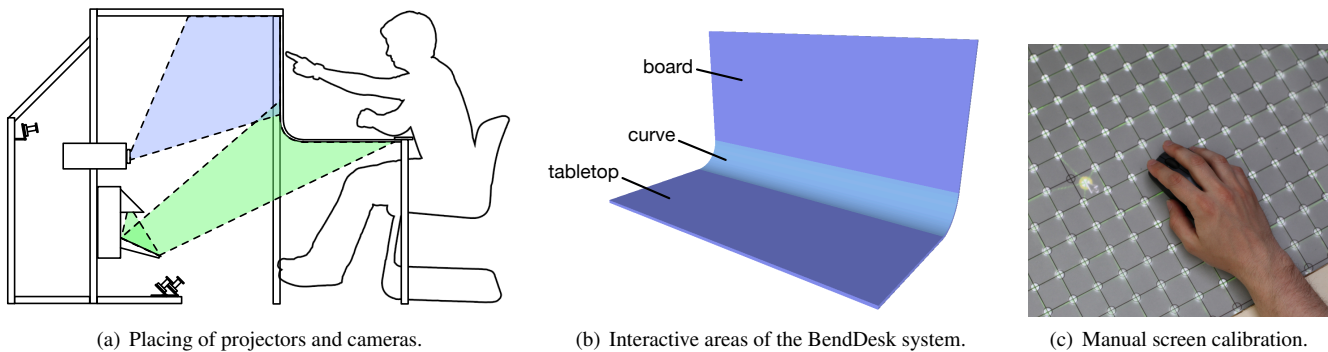 board
curve
tabletop
(a) Placing of projectors and cameras.
(b) Interactive areas of the BendDesk system.
(c) Manual screen calibration.